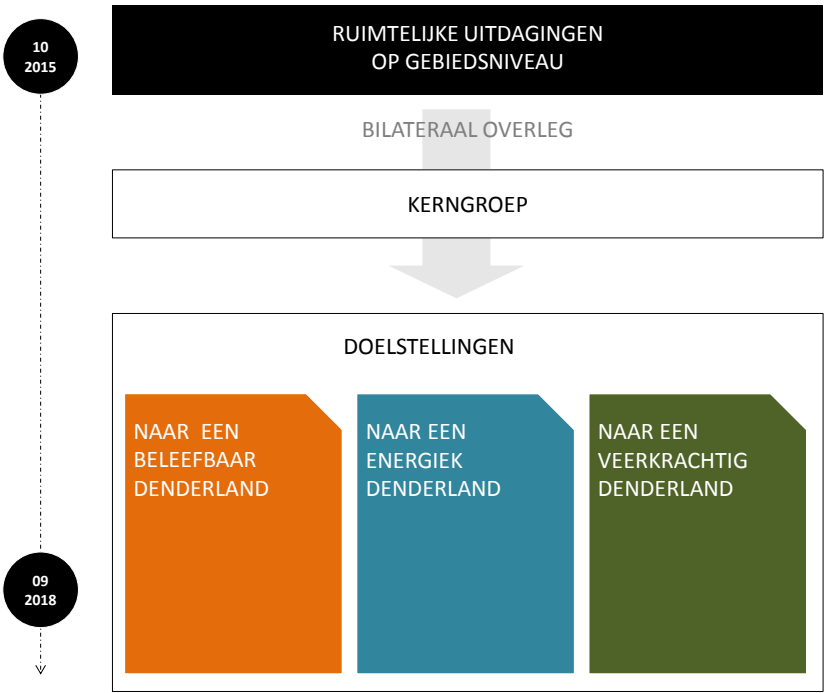 10
2015
RUIMTELIJKE UITDAGINGEN
OP GEBIEDSNIVEAU
BILATERAAL OVERLEG
KERNGROEP
DOELSTELLINGEN
NAAR EEN
BELEEFBAAR
DENDERLAND
NAAR EEN
ENERGIEK
DENDERLAND
NAAR EEN
VEERKRACHTIG
DENDERLAND
09
2018